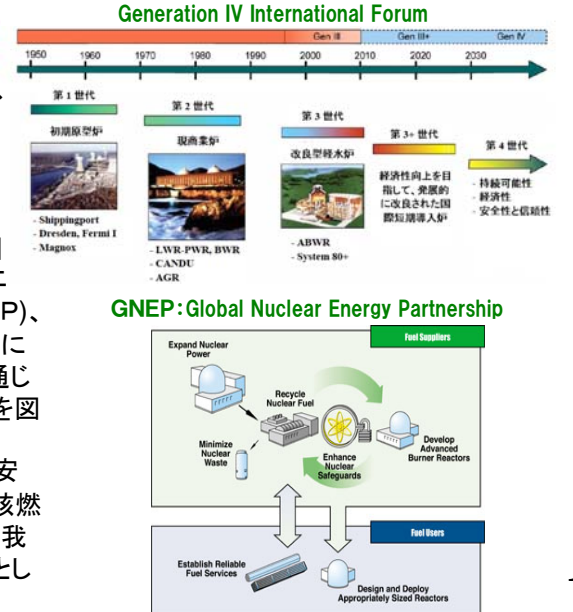 Generation IV International Forum
Gen III
Gen III+
Gen IV
1950 1960 1970 1980 1990 2000 2010 2020 2030
第 1 世代
初期原型炉
- Shippingport
- Dresden, Fermi I
- Magnox
第 2 世代
現商業炉
- LWR-PWR, BWR
- CANDU
- AGR
第 3 世代
改良型軽水炉
- ABWR
- System 80+
第 3+ 世代
経済性向上を目
指して、発展的
に改良された国
際短期導入炉
第 4 世代
- 持続可能性
- 経済性
- 安全性と信頼性
P)、
に
通じ
を図
安
核燃
我
とし
GNEP:Global Nuclear Energy Partnership
Fuel Suppliers
Expand Nuclear
Power
Recycle
Nuclear Fuel
Minimize
Nuclear
Waste
Enhance
Nuclear
Safeguards
Develop
Advanced
Burner Reactors
Fuel Users
Establish Reliable
Fuel Services
Design and Deploy
Appropriately Sized Reactors